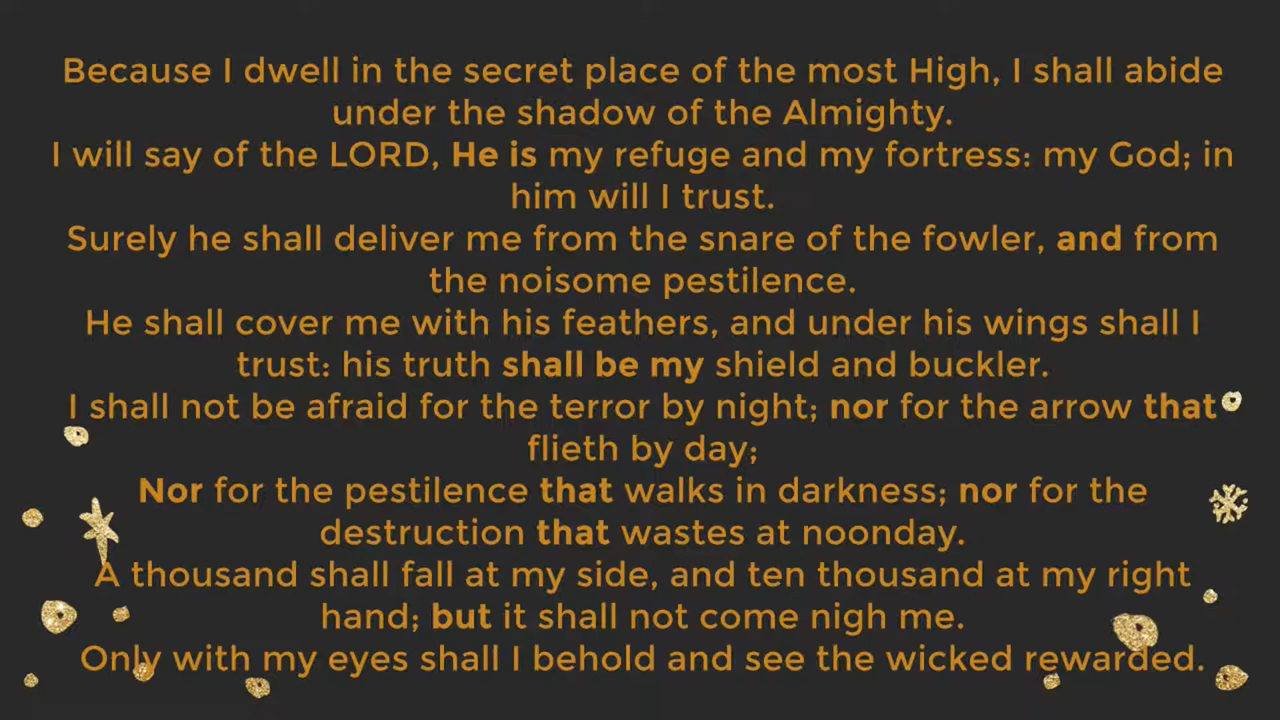 Because I dwell in the secret place of the most High, I shall abide
under the shadow of the Almighty.
I will say of the LORD, He is my refuge and my fortress: my God; in
him will I trust.
Surely he shall deliver me from the snare of the fowler, and from
the noisome pestilence.
He shall cover me with his feathers, and under his wings shall I
trust: his truth shall be my shield and buckler.
I shall not be afraid for the terror by night; nor for the arrow that
flieth by day;
Nor for the pestilence that walks in darkness; nor for the
destruction that wastes at noonday.
A thousand shall fall at my side, and ten thousand at my right
hand; but it shall not come nigh me.
Only with my eyes shall I behold and see the wicked rewarded.